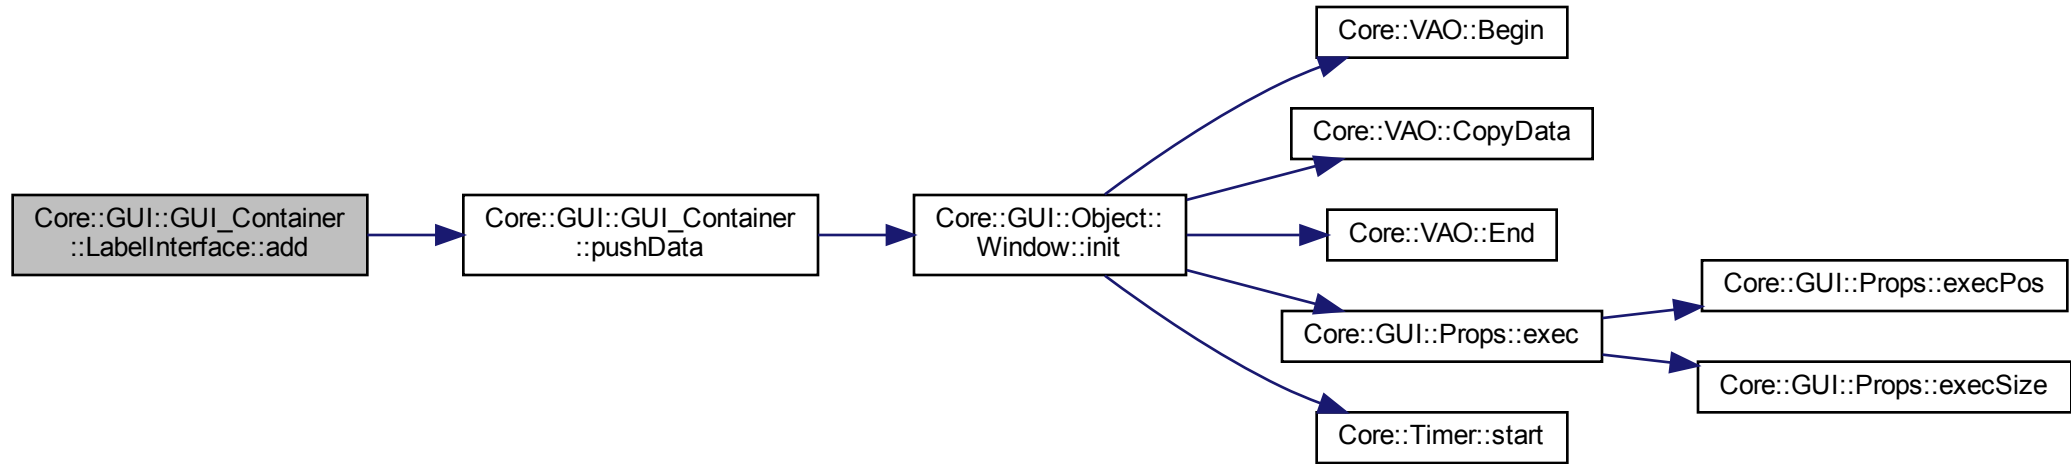 Core::GUI::GUI_Container
::LabelInterface::add
Core::GUI::GUI_Container
::pushData
Core::GUI::Object::
Window::init
Core::VAO::Begin
Core::VAO::CopyData
Core::VAO::End
Core::GUI::Props::exec
Core::Timer::start
Core::GUI::Props::execPos
Core::GUI::Props::execSize